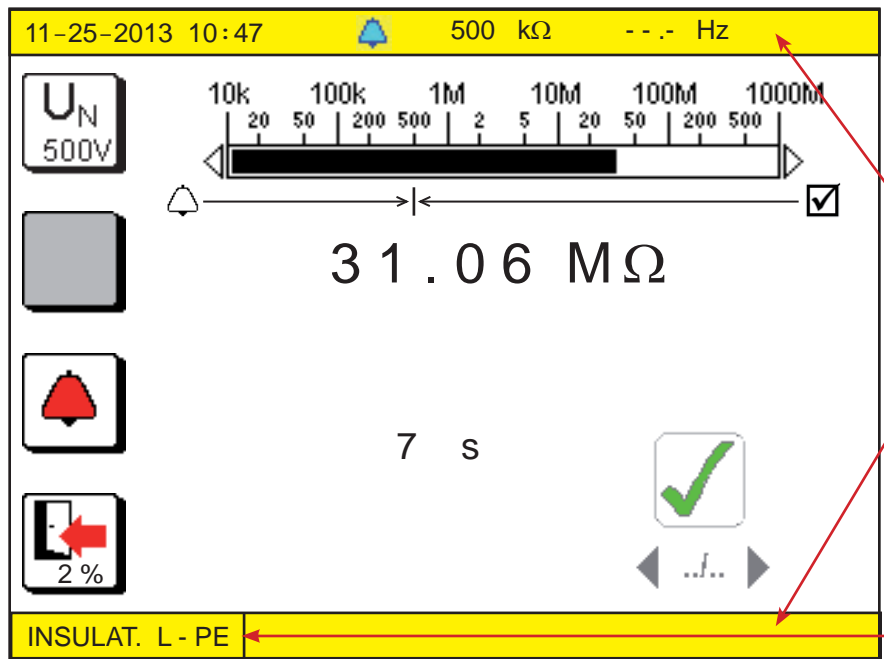 11-25-2013 10:47 500 kΩ - - .- Hz
UN
500V
10k 100k 1M 10M 100M 1000M
20 50 200 500 2 5 20 50 200 500
31.06 MΩ
7 s
2 %
../..
INSULAT. L - PE